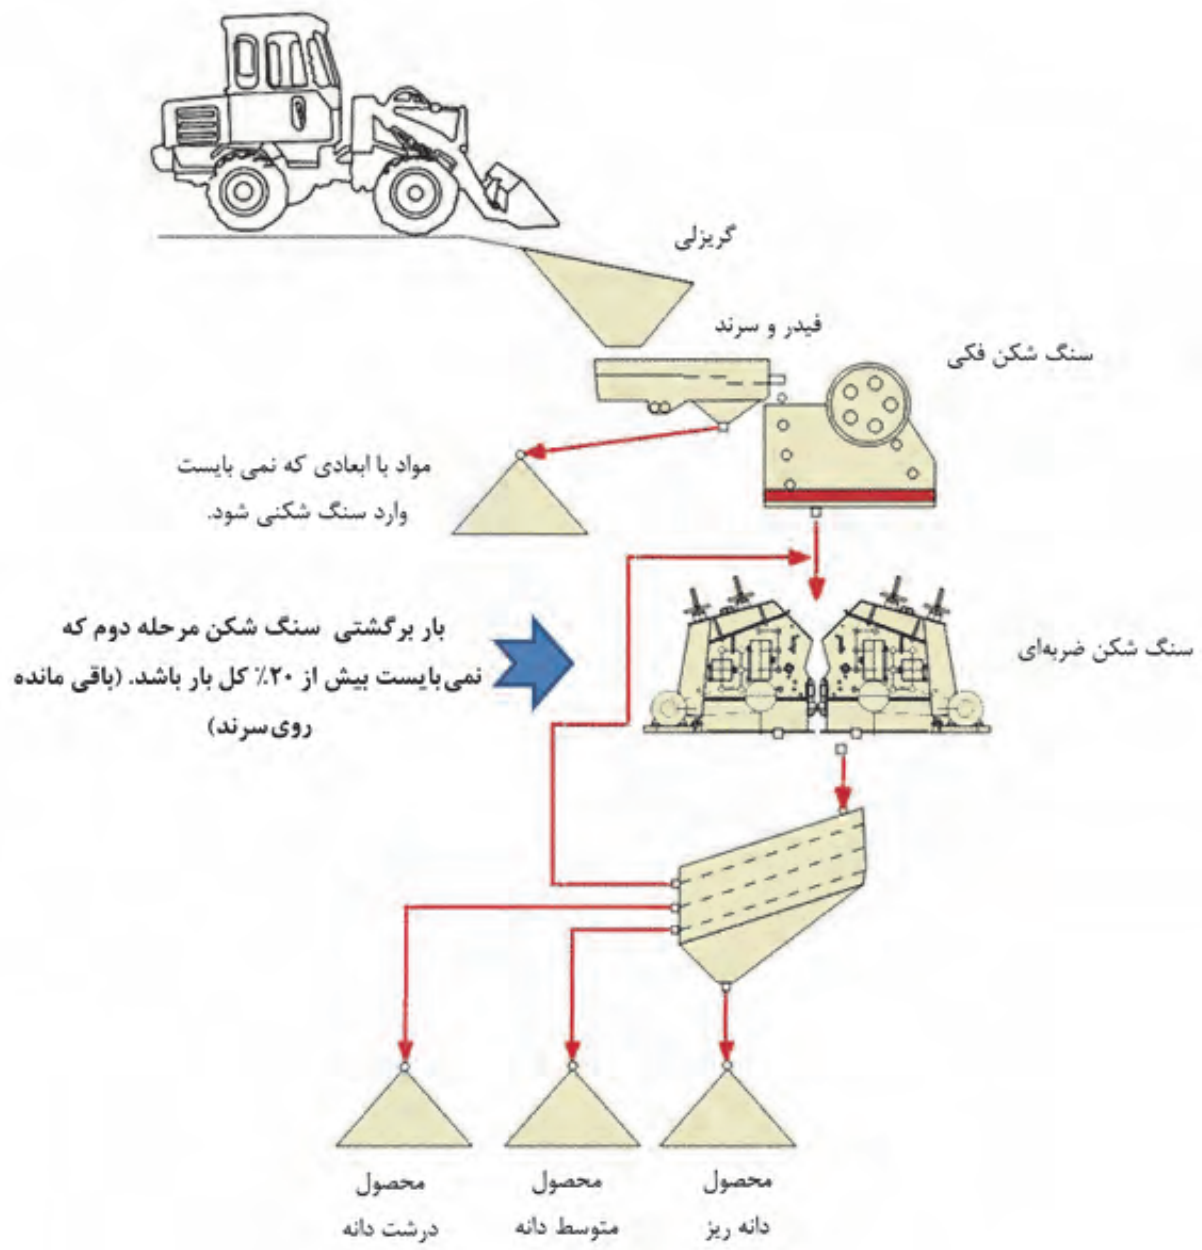 گریزلی
فیدر و سرند
سنگ شکن فکی
مواد با ابعادی که نمی بایست
وارد سنگ شکنی شود.
بار برگشتی سنگ شکن مرحله دوم که
نمی‌بایست بیش از ۲۰٪ کل بار باشد. (باقی مانده
روی سرند)
سنگ شکن ضربه‌ای
محصول
دانه ریز
محصول
متوسط دانه
محصول
درشت دانه